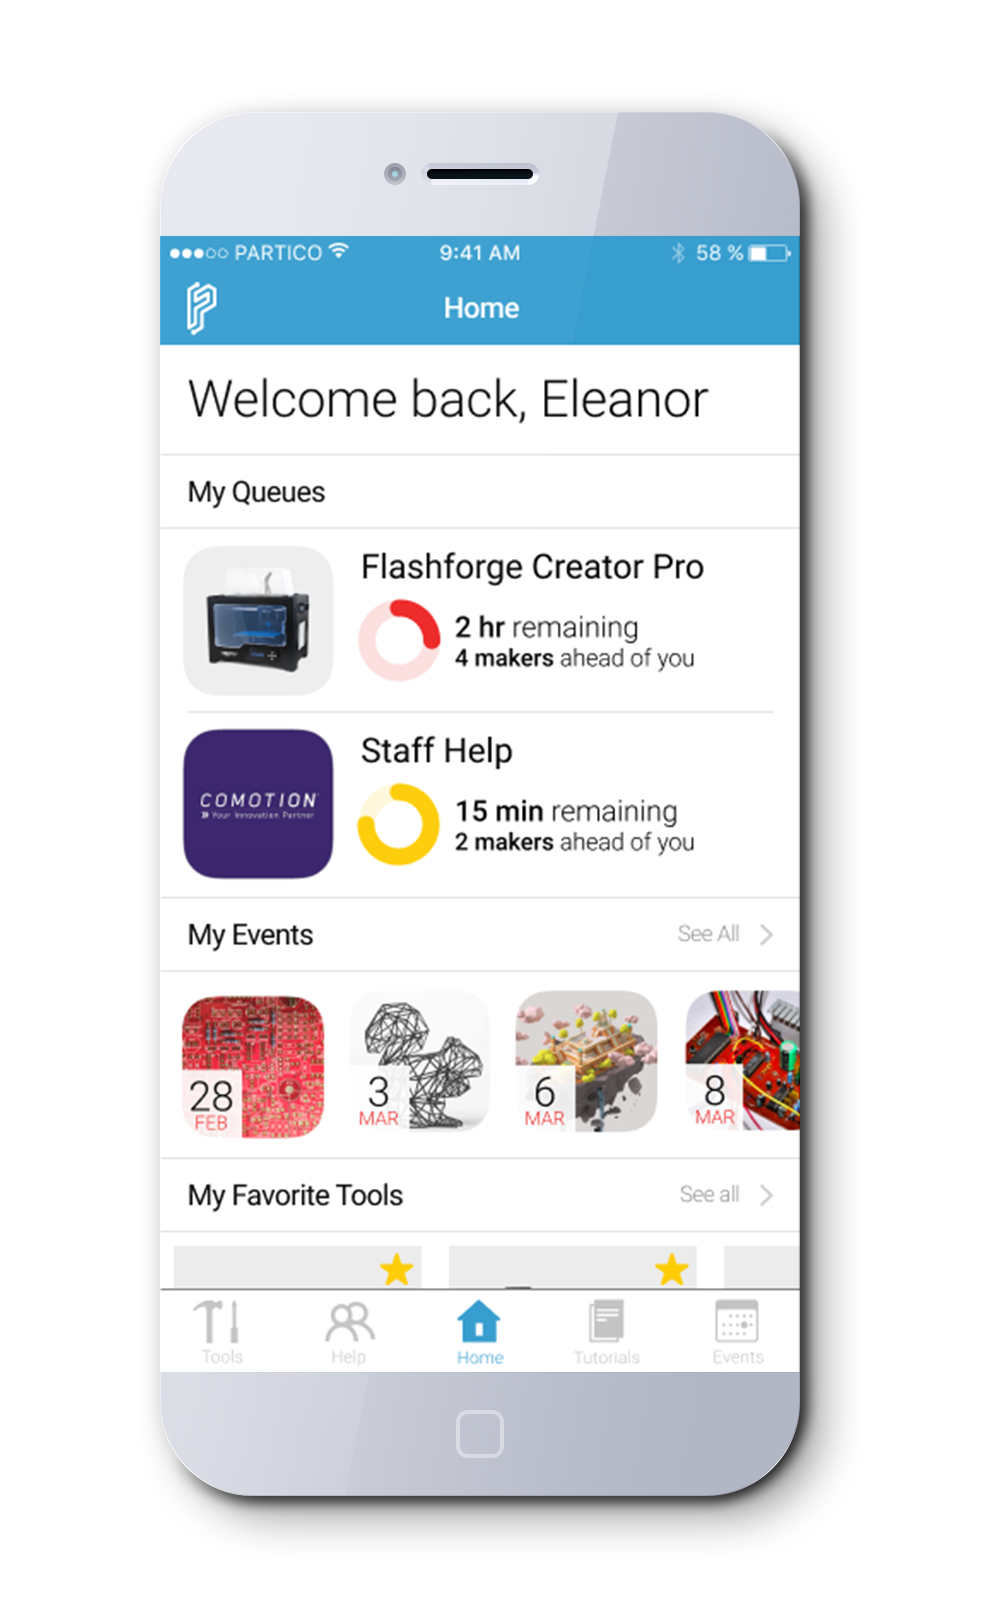 PARTICO 9:41 AM 58 %
Home
Welcome back, Eleanor
My Queues
Flashforge Creator Pro
2 hr remaining
4 makers ahead of you
COMOTION
Your Innovation Partner
Staff Help
15 min remaining
2 makers ahead of you
My Events See All
28
FEB
3
MAR
6
MAR
8
MAR
My Favorite Tools See all
Tools Help Home Tutorials Events